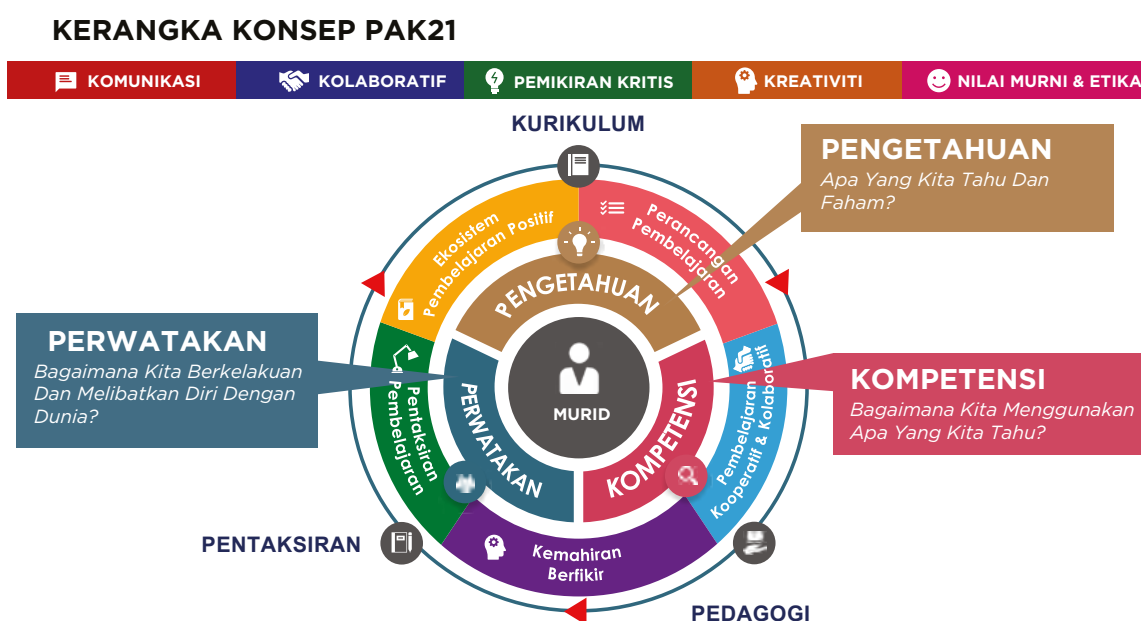 KERANGKA KONSEP PAK21
KOMUNIKASI
KOLABORATIF
PEMIKIRAN KRITIS
KREATIVITI
NILAI MURNI & ETIKA
KURIKULUM
PENGETAHUAN
Apa Yang Kita Tahu Dan
Faham?
Ekosistem
Pembelajaran Positif
Perancangan
Pembelajaran
PENGETAHUAN
PERWATAKAN
Bagaimana Kita Berkelakuan
Dan Melibatkan Diri Dengan
Dunia?
Pentaksiran
Pembelajaran
PERWATAKAN
MURID
KOMPETENSI
Pembelajaran
Kooperatif & Kolaboratif
KOMPETENSI
Bagaimana Kita Menggunakan
Apa Yang Kita Tahu?
PENTAKSIRAN
Kemahiran
Berfikir
PEDAGOGI